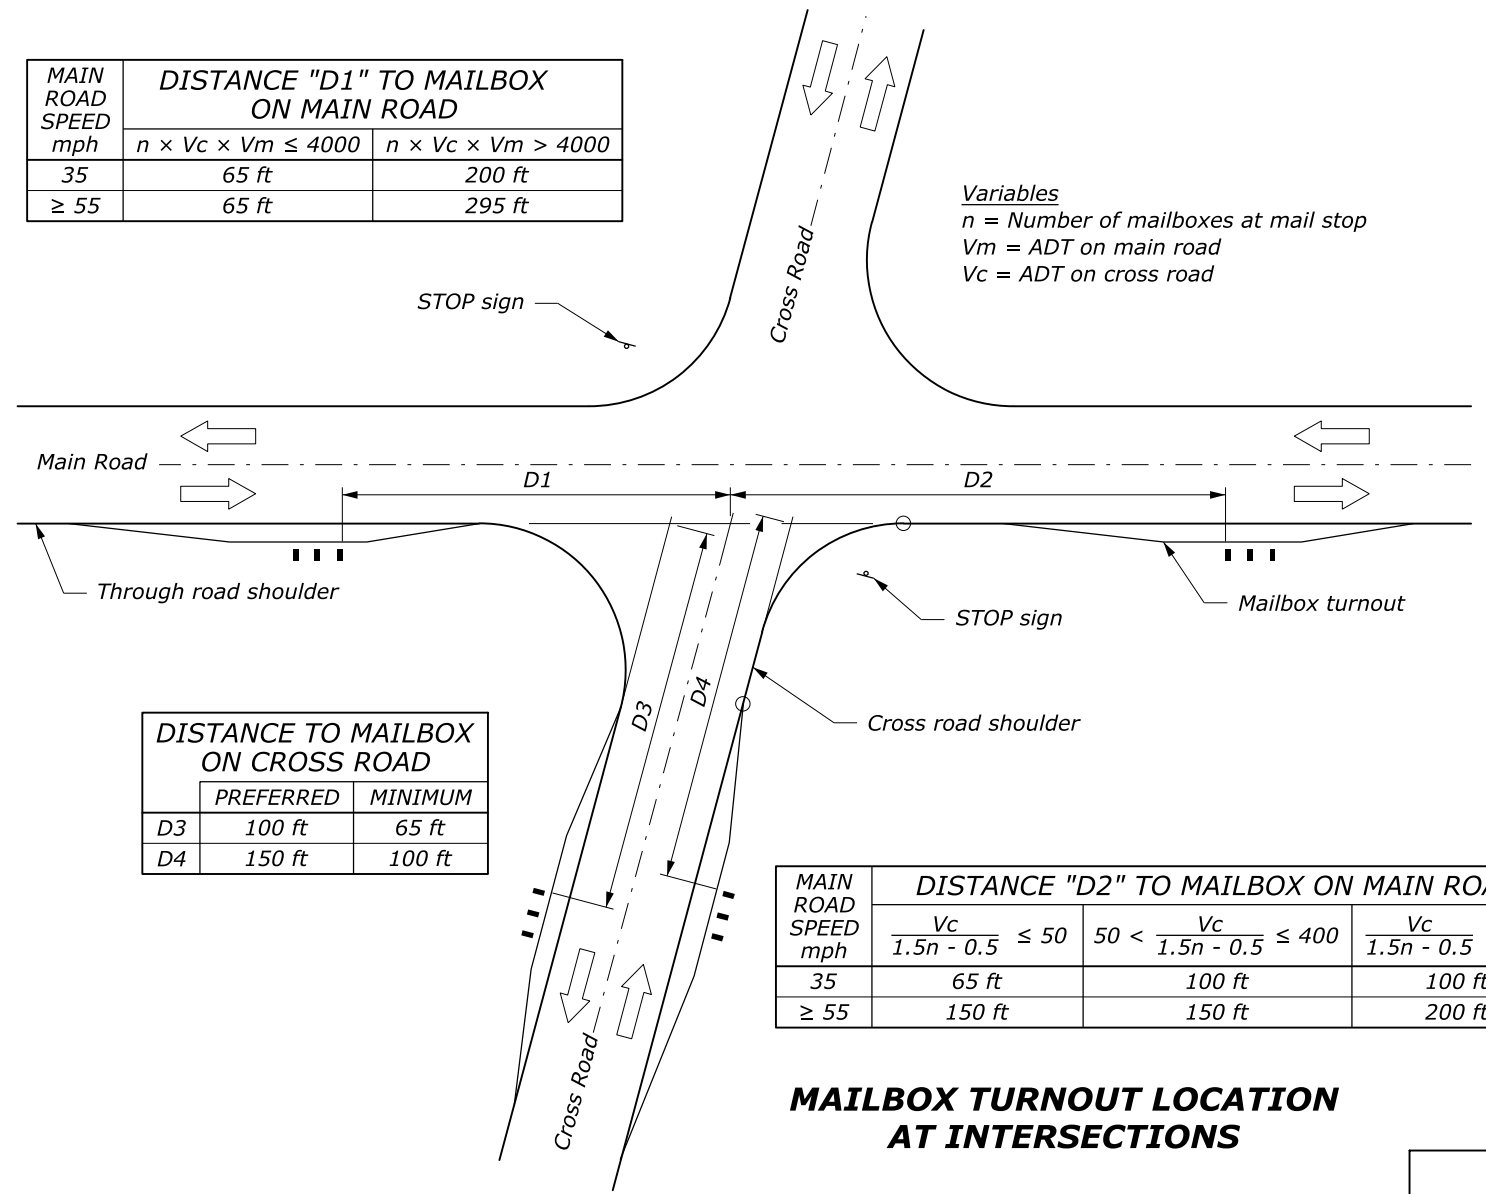 MAIN ROAD SPEED mph
DISTANCE "D1" TO MAILBOX
ON MAIN ROAD
n × Vc × Vm ≤ 4000
n × Vc × Vm > 4000
35
65 ft
200 ft
≥ 55
65 ft
295 ft
Variables
n = Number of mailboxes at mail stop
Vm = ADT on main road
Vc = ADT on cross road
Cross Road
STOP sign
Main Road
D1
D2
Through road shoulder
STOP sign
Mailbox turnout
D3
D4
Cross road shoulder
DISTANCE TO MAILBOX
ON CROSS ROAD
PREFERRED
MINIMUM
D3
100 ft
65 ft
D4
150 ft
100 ft
Cross Road
MAIN ROAD SPEED mph
DISTANCE "D2" TO MAILBOX ON MAIN
Vc
1.5n - 0.5 ≤ 50
50 < Vc
1.5n - 0.5 ≤ 400
Vc
1.5n - 0.5
35
65 ft
100 ft
100 ft
≥ 55
150 ft
150 ft
200 ft
MAILBOX TURNOUT LOCATION
AT INTERSECTIONS